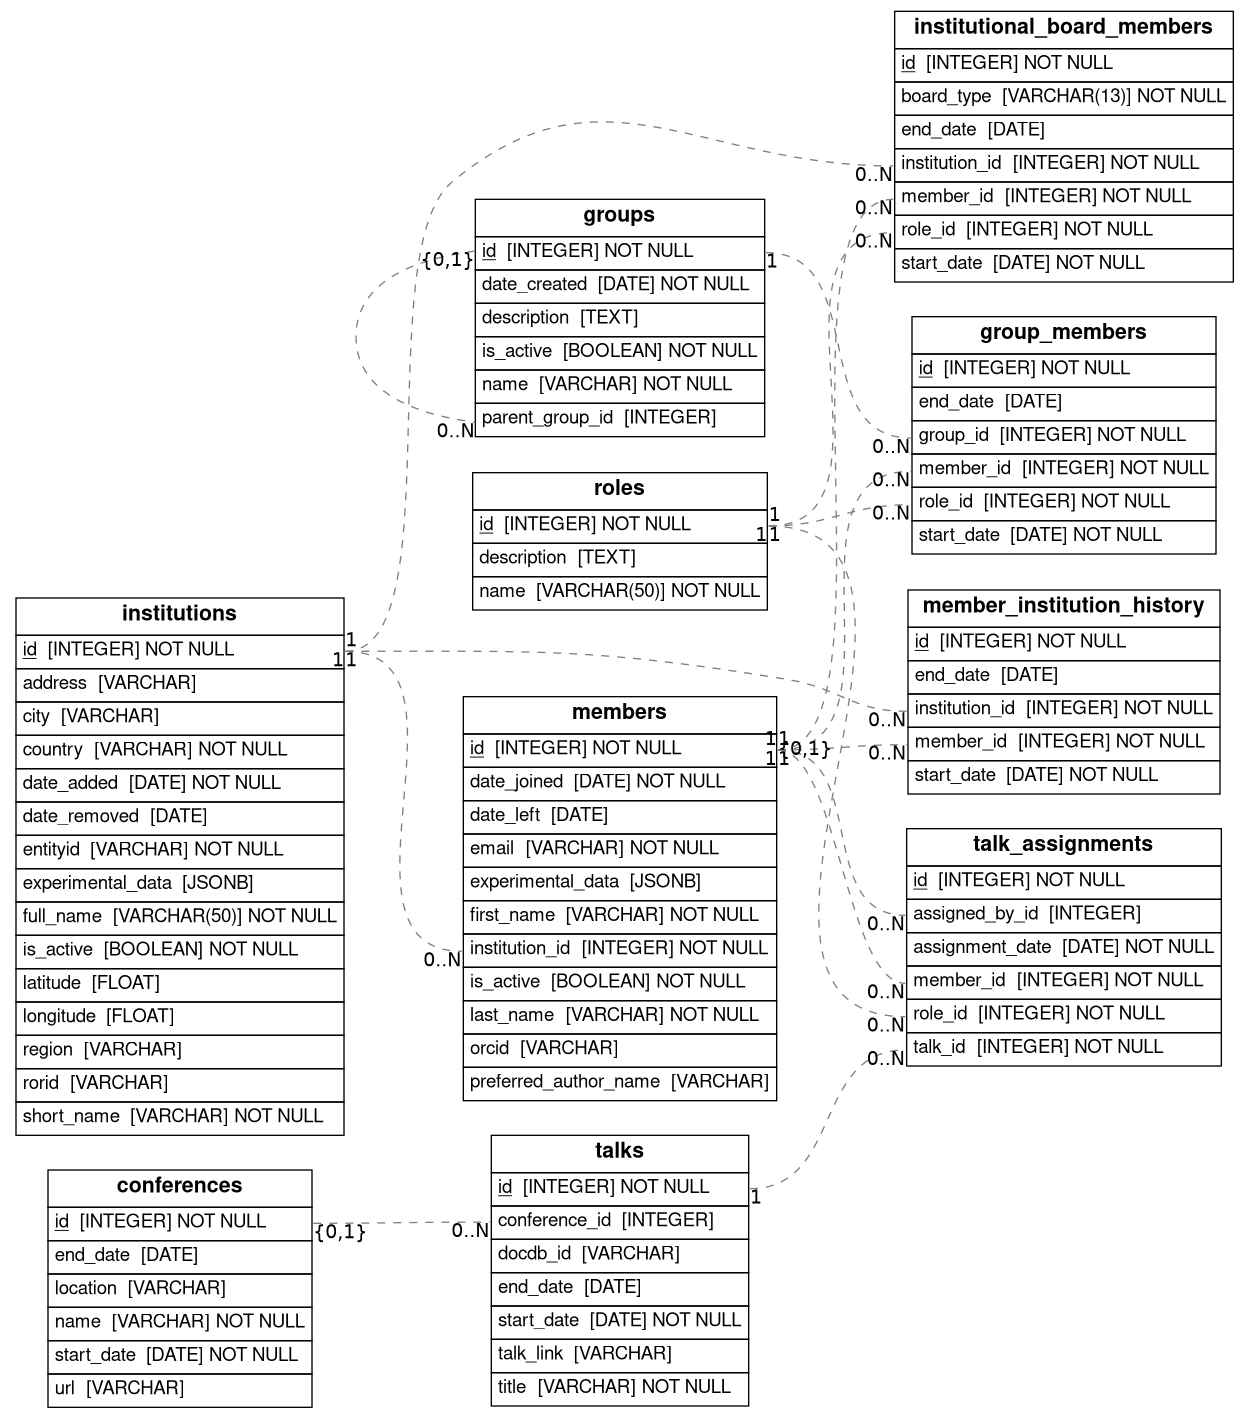 institutional_board_members
id [INTEGER] NOT NULL
board_type [VARCHAR(13)] NOT NULL
end_date [DATE]
institution_id [INTEGER] NOT NULL
member_id [INTEGER] NOT NULL
role_id [INTEGER] NOT NULL
start_date [DATE] NOT NULL
0..N
0..N
0..N
groups
id [INTEGER] NOT NULL
date_created [DATE] NOT NULL
description [TEXT]
is_active [BOOLEAN] NOT NULL
name [VARCHAR] NOT NULL
parent_group_id [INTEGER]
{0,1}
0..N
1
group_members
id [INTEGER] NOT NULL
end_date [DATE]
group_id [INTEGER] NOT NULL
member_id [INTEGER] NOT NULL
role_id [INTEGER] NOT NULL
start_date [DATE] NOT NULL
0..N
0..N
0..N
roles
id [INTEGER] NOT NULL
description [TEXT]
name [VARCHAR(50)] NOT NULL
1
1 1
institutions
id [INTEGER] NOT NULL
address [VARCHAR]
city [VARCHAR]
country [VARCHAR] NOT NULL
date_added [DATE] NOT NULL
date_removed [DATE]
entityid [VARCHAR] NOT NULL
experimental_data [JSONB]
full_name [VARCHAR(50)] NOT NULL
is_active [BOOLEAN] NOT NULL
latitude [FLOAT]
longitude [FLOAT]
region [VARCHAR]
rorid [VARCHAR]
short_name [VARCHAR] NOT NULL
1
1 1
member_institution_history
id [INTEGER] NOT NULL
end_date [DATE]
institution_id [INTEGER] NOT NULL
member_id [INTEGER] NOT NULL
start_date [DATE] NOT NULL
0..N
0..N
members
id [INTEGER] NOT NULL
date_joined [DATE] NOT NULL
date_left [DATE]
email [VARCHAR] NOT NULL
experimental_data [JSONB]
first_name [VARCHAR] NOT NULL
institution_id [INTEGER] NOT NULL
is_active [BOOLEAN] NOT NULL
last_name [VARCHAR] NOT NULL
orcid [VARCHAR]
preferred_author_name [VARCHAR]
0..N
1 1
{0,1}
1 1
talk_assignments
id [INTEGER] NOT NULL
assigned_by_id [INTEGER]
assignment_date [DATE] NOT NULL
member_id [INTEGER] NOT NULL
role_id [INTEGER] NOT NULL
talk_id [INTEGER] NOT NULL
0..N
0..N
0..N
0..N
talks
id [INTEGER] NOT NULL
conference_id [INTEGER]
docdb_id [VARCHAR]
end_date [DATE]
start_date [DATE] NOT NULL
talk_link [VARCHAR]
title [VARCHAR] NOT NULL
1
0..N
conferences
id [INTEGER] NOT NULL
end_date [DATE]
location [VARCHAR]
name [VARCHAR] NOT NULL
start_date [DATE] NOT NULL
url [VARCHAR]
{0,1}